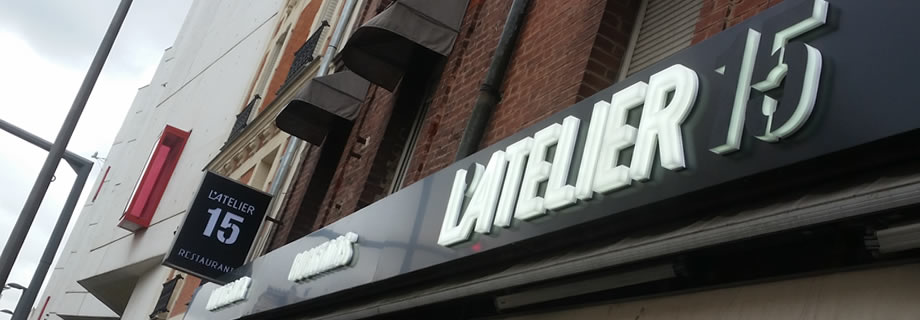 L'ATELIER 15
L'ATELIER
15
RESTAURANT